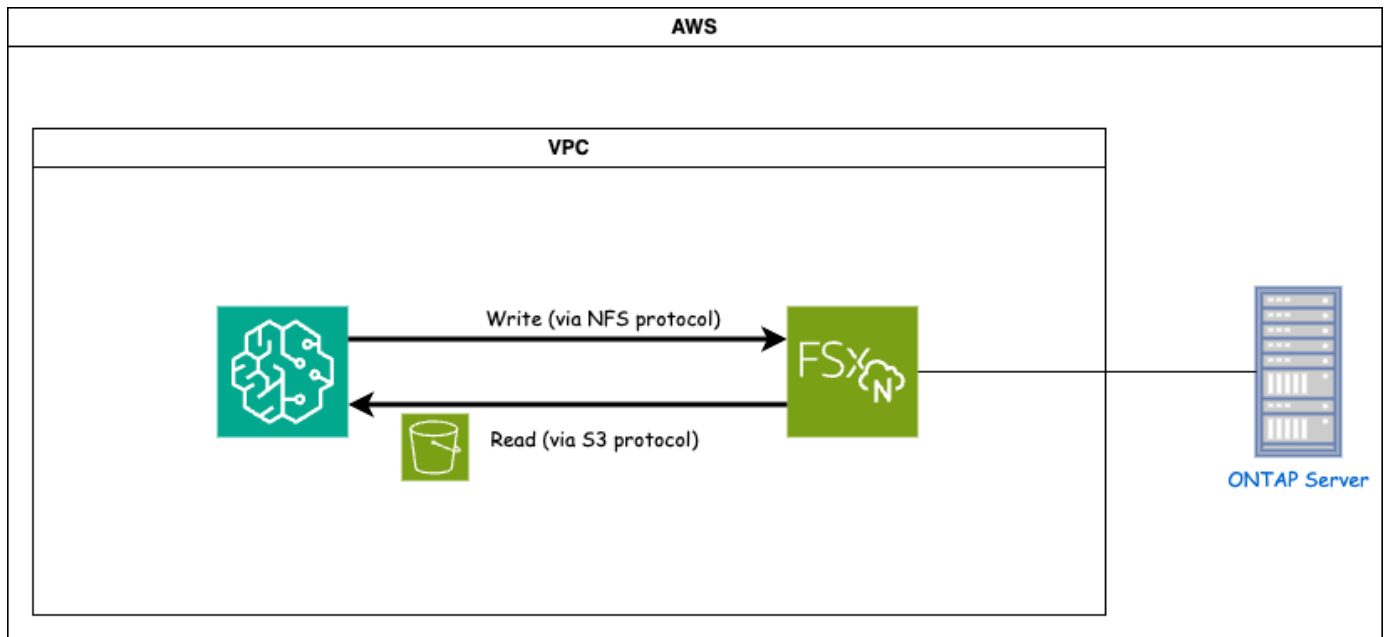 AWS
VPC
Write (via NFS protocol)
FSx
N
Read (via S3 protocol)
ONTAP Server